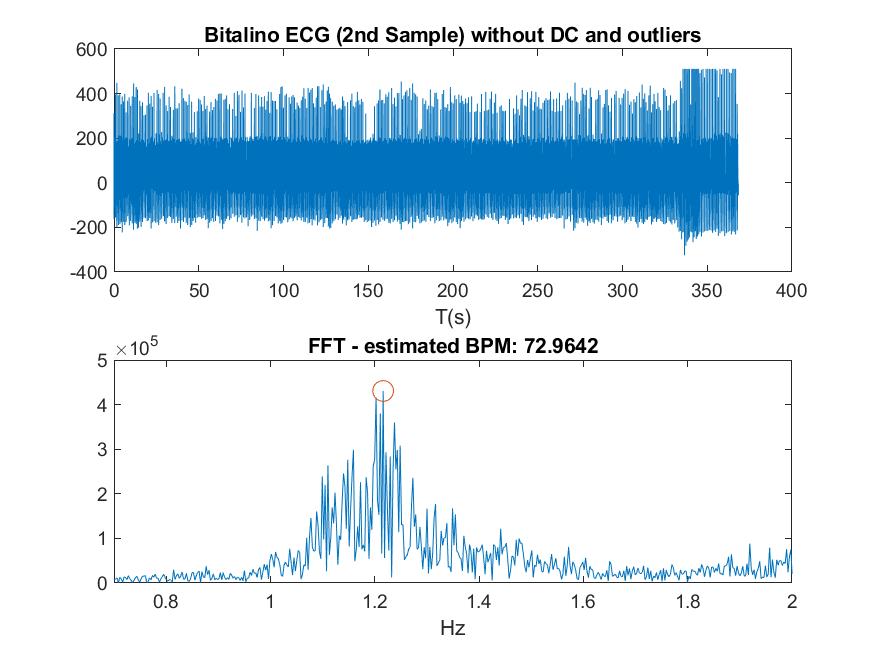 Bitalino ECG (2nd Sample) without DC and outliers
600
400
200
0
-200
-400
0 50 100 150 200 250 300 350 400
T(s)
FFT - estimated BPM: 72.9642
×10^5
5
4
3
2
1
0
0.8 1 1.2 1.4 1.6 1.8 2
Hz